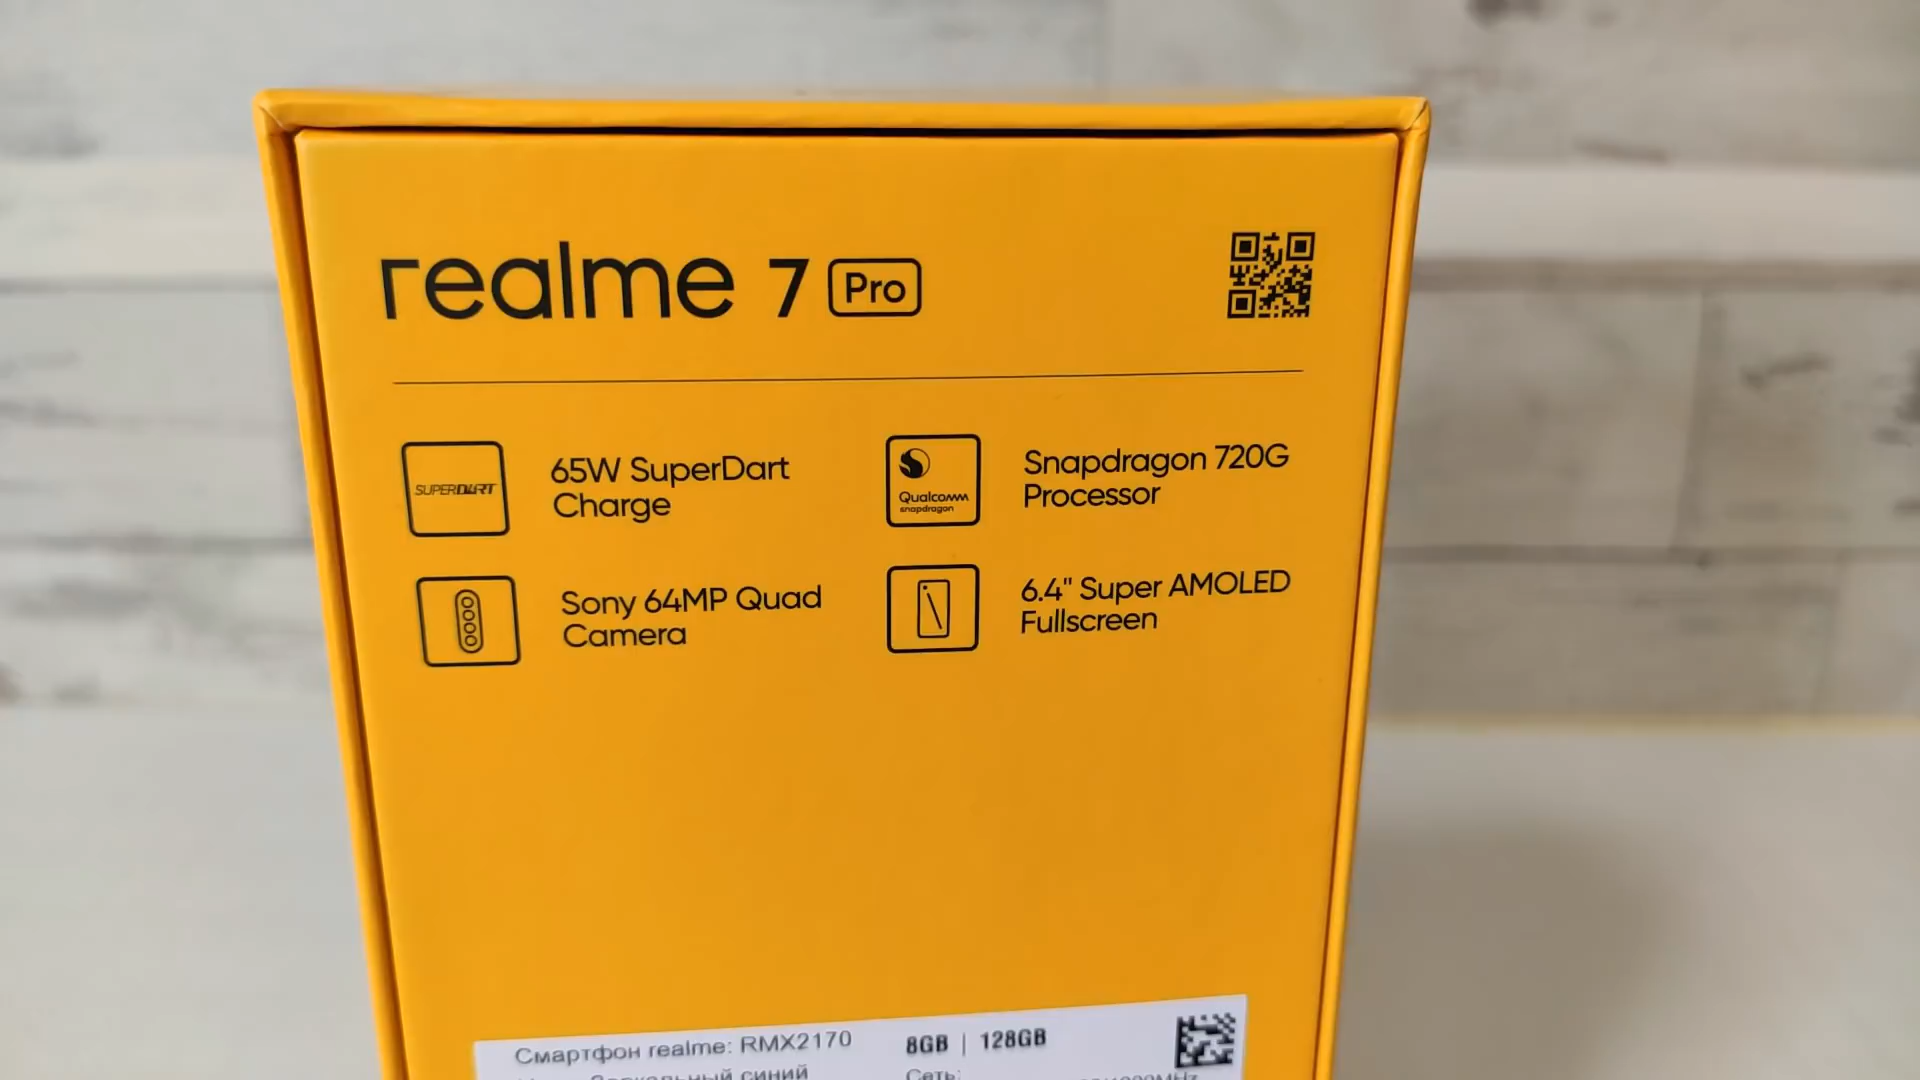 realme 7 Pro
SUPERDART
65W SuperDart
Charge
Qualcomm
snapdragon
Snapdragon 720G
Processor
Sony 64MP Quad
Camera
6.4" Super AMOLED
Fullscreen
Смартфон realme: RMX2170
8GB | 128GB
синий
Сеть: